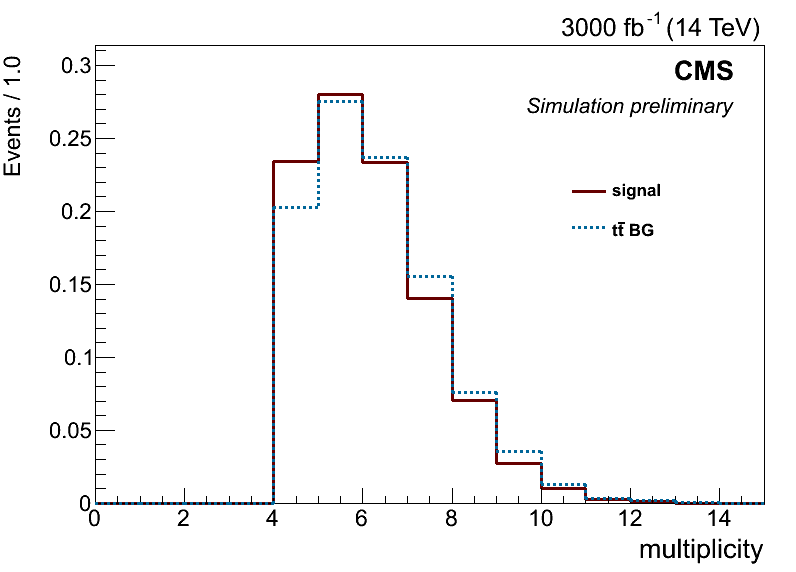 3000 fb⁻¹ (14 TeV)
CMS
Simulation preliminary
Events / 1.0
0.3
0.25
0.2
0.15
0.1
0.05
0
signal
tt̄ BG
0 2 4 6 8 10 12 14
multiplicity